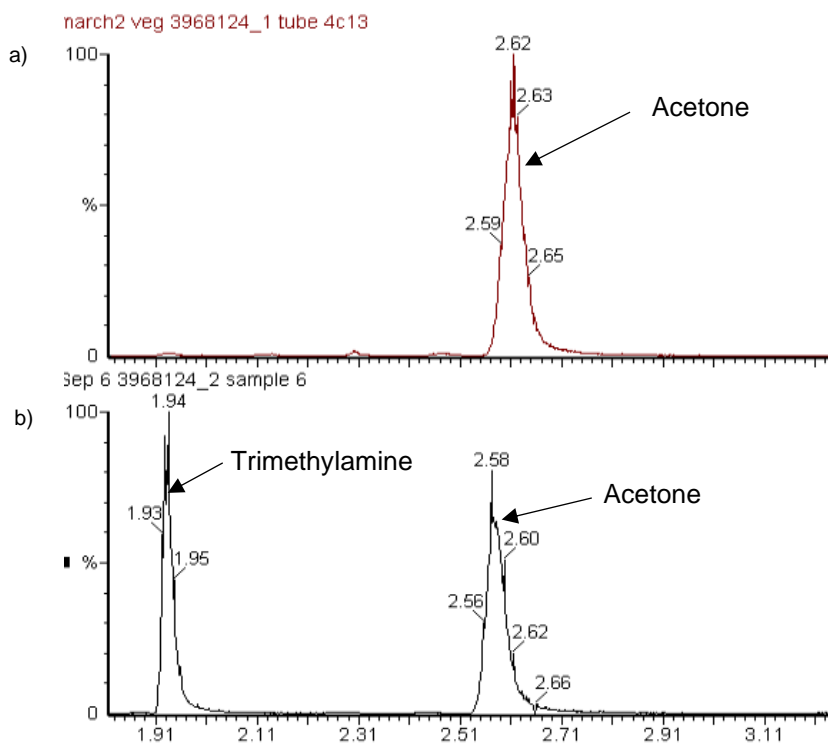 march2 veg 3968124_1 tube 4c13
a)
100
2.62
2.63
Acetone
%
2.59
2.65
0
Sep 6 3968124_2 sample 6
b)
100
1.94
Trimethylamine
2.58
Acetone
1.93
2.60
1.95
%
2.56
2.62
2.66
0
1.91 2.11 2.31 2.51 2.71 2.91 3.11